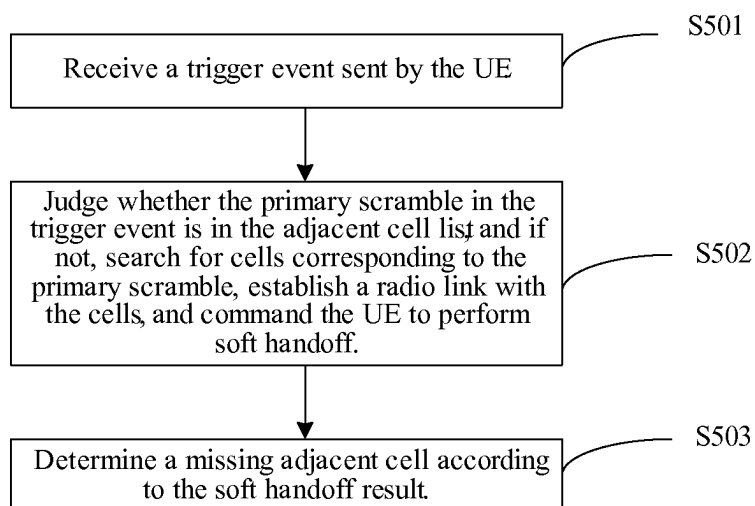 S501
Receive a trigger event sent by the UE
Judge whether the primary scramble in the
trigger event is in the adjacent cell list, and if
not, search for cells corresponding to the
primary scramble, establish a radio link with
the cells, and command the UE to perform
soft handoff.
S502
Determine a missing adjacent cell according
to the soft handoff result.
S503